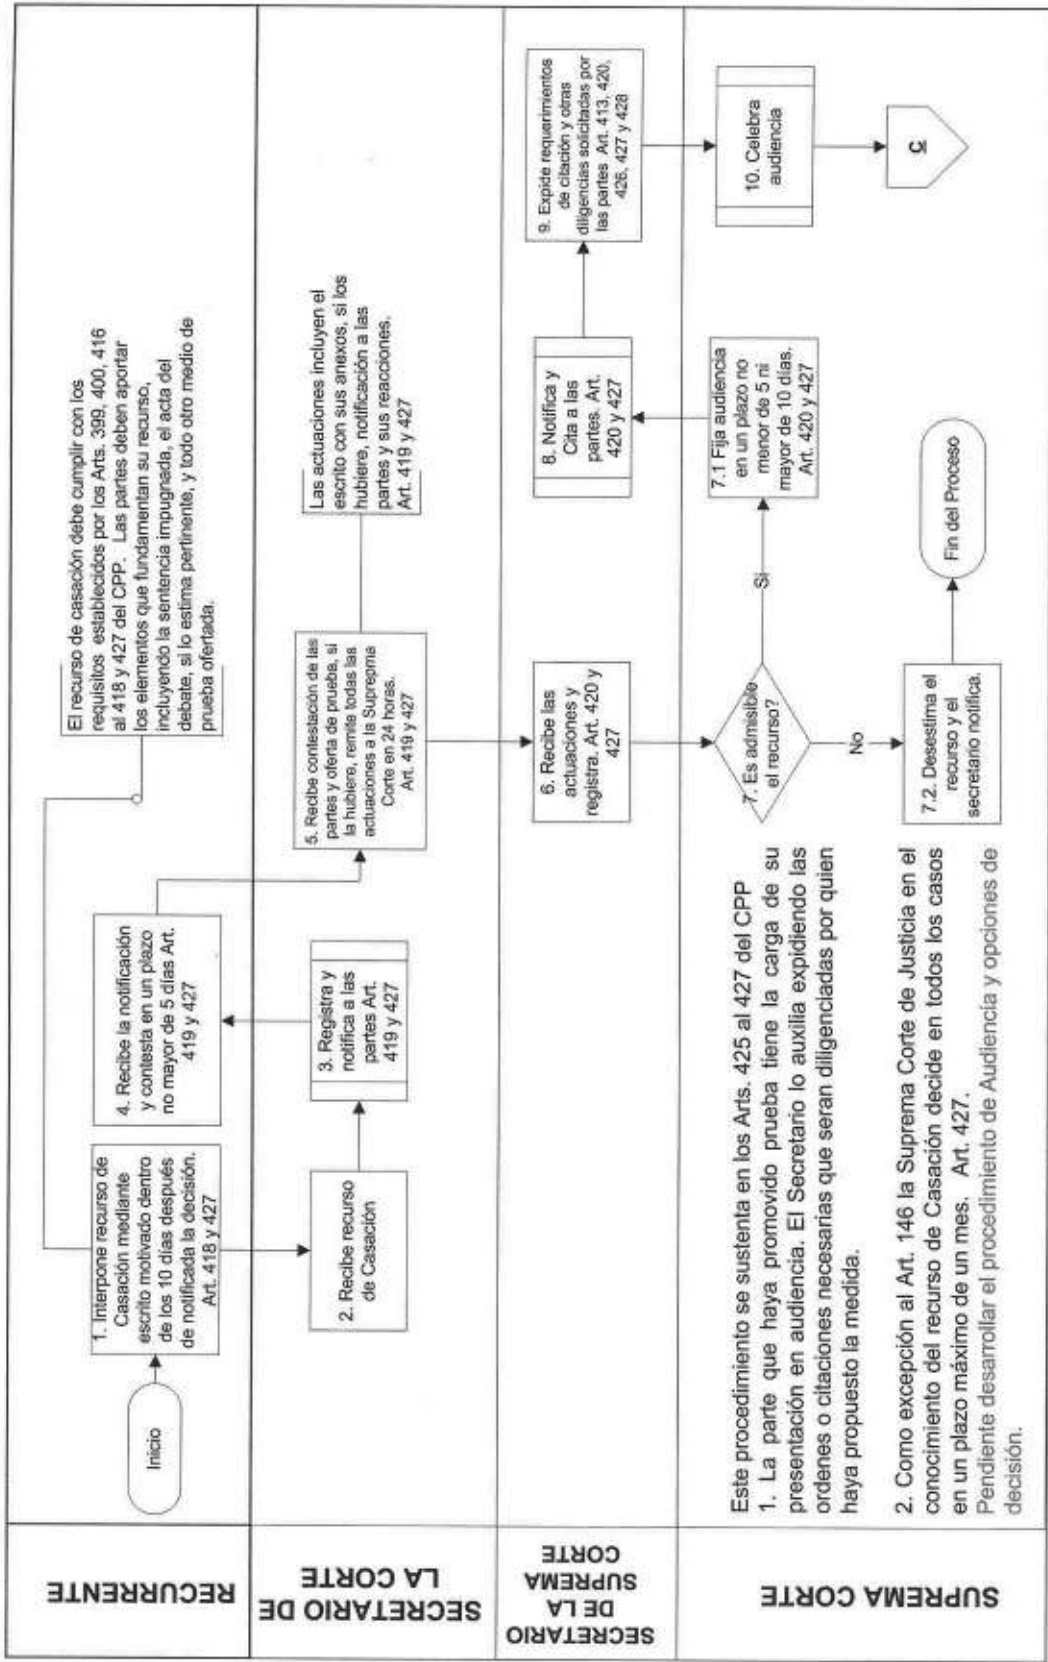 RECURRENTE
Inicio
1. Interpone recurso de
Casación mediante
escrito motivado dentro
de los 10 días después
de notificada la decisión.
Art. 418 y 427
4. Recibe la notificación
y contesta en un plazo
no mayor de 5 días Art.
419 y 427
El recurso de casación debe cumplir con los
requisitos establecidos por los Arts. 399, 400, 416
al 418 y 427 del CPP. Las partes deben aportar
los elementos que fundamentan su recurso,
incluyendo la sentencia impugnada, el acta del
debate, si lo estima pertinente, y todo otro medio de
prueba ofertada.
SECRETARIO DE
LA CORTE
2. Recibe recurso
de Casación
3. Registra y
notifica a las
partes Art.
419 y 427
5. Recibe contestación de las
partes y oferta de prueba, si
la hubiere, remite todas las
actuaciones a la Supreprma
Corte en 24 horas.
Art. 419 y 427
Las actuaciones incluyen el
escrito con sus anexos, si los
hubiere, notificación a las
partes y sus reacciones.
Art. 419 y 427
SECRETARIO
DE LA
SUPREMA
CORTE
6. Recibe las
actuaciones y
registra. Art. 420 y
427
8. Notifica y
Cita a las
partes. Art.
420 y 427
9. Expide requerimientos
de citación y otras
diligencias solicitadas por
las partes Art. 413, 420,
426, 427 y 428
SUPREMA CORTE
Este procedimiento se sustenta en los Arts. 425 al 427 del CPP
1. La parte que haya promovido prueba tiene la carga de su
presentación en audiencia. El Secretario lo auxilia expidiendo las
ordenes o citaciones necesarias que seran diligenciadas por quien
haya propuesto la medida.
2. Como excepción al Art. 146 la Suprema Corte de Justicia en el
conocimiento del recurso de Casación decide en todos los casos
en un plazo máximo de un mes. Art. 427.
Pendiente desarrollar el procedimiento de Audiencia y opciones de
decisión.
7. Es admisible
el recurso?
Si
No
7.1 Fija audiencia
en un plazo no
menor de 5 ni
mayor de 10 días.
Art. 420 y 427
7.2. Desestima el
recurso y el
secretario notifica.
Fin del Proceso
10. Celebra
audiencia
C